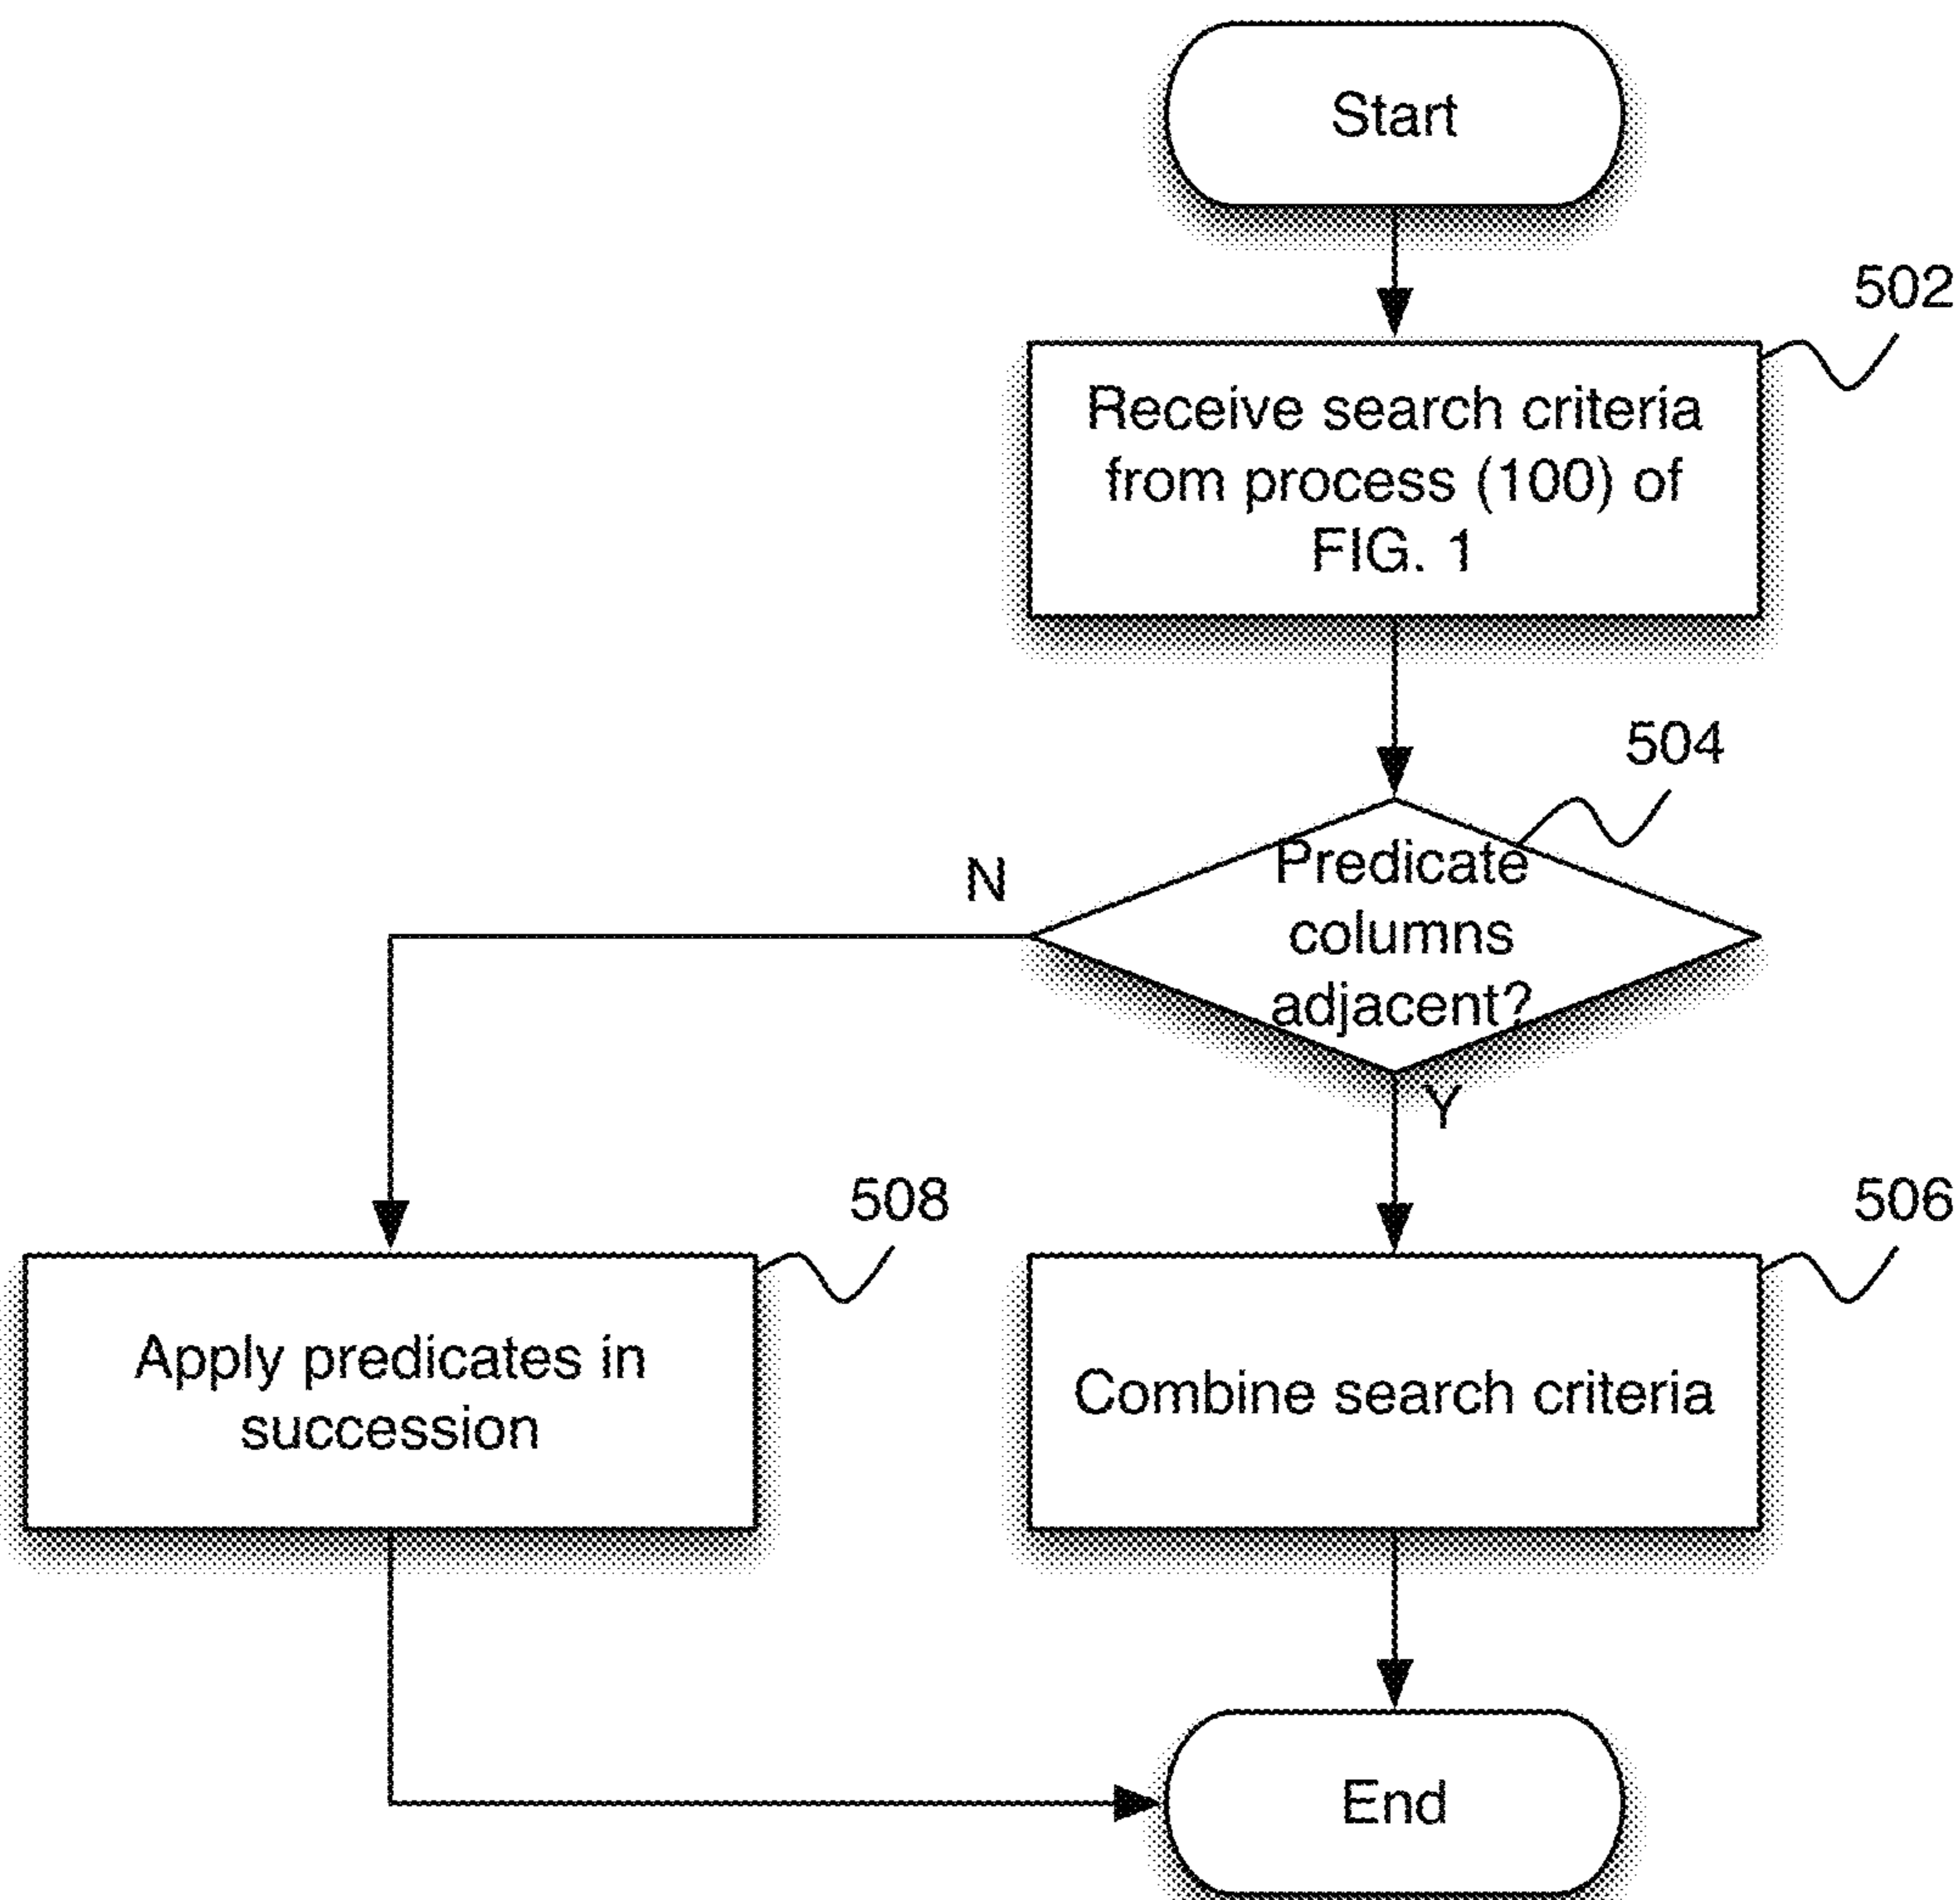 Start
502
Receive search criteria
from process (100) of
FIG. 1
504
N
Predicate
columns
adjacent?
Y
508
506
Apply predicates in
succession
Combine search criteria
End